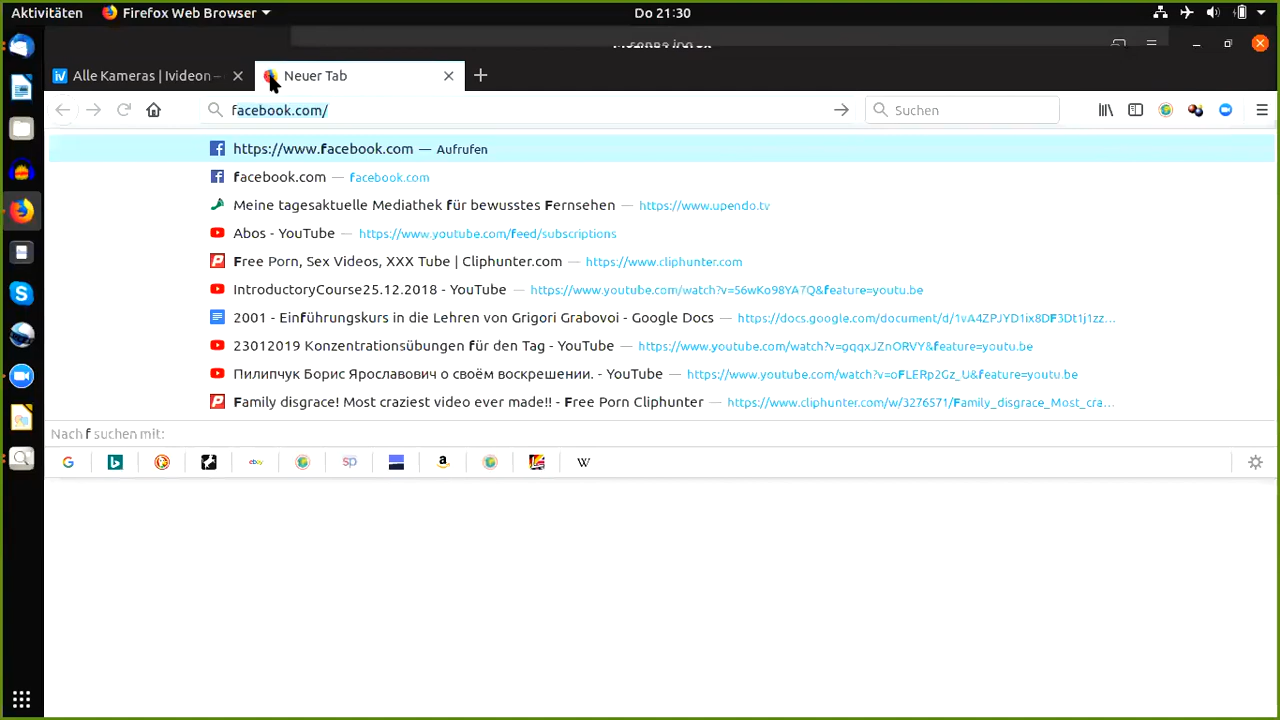 Aktivitäten Firefox Web Browser Do 21:30
Alle Kameras | Ivideon – Neuer Tab
facebook.com/ Suchen
https://www.facebook.com — Aufrufen
facebook.com — facebook.com
Meine tagesaktuelle Mediathek für bewusstes Fernsehen — https://www.upendo.tv
Abos - YouTube — https://www.youtube.com/feed/subscriptions
Free Porn, Sex Videos, XXX Tube | Cliphunter.com — https://www.cliphunter.com
IntroductoryCourse25.12.2018 - YouTube — https://www.youtube.com/watch?v=56wKo98YA7Q&feature=youtu.be
2001 - Einführungskurs in die Lehren von Grigori Grabovoi - Google Docs — https://docs.google.com/document/d/1vA4ZPJYD1ix8DF3Dt1j1zz…
23012019 Konzentrationsübungen für den Tag - YouTube — https://www.youtube.com/watch?v=gqqxJZnORVY&feature=youtu.be
Пилипчук Борис Ярославович о своём воскрешении. - YouTube — https://www.youtube.com/watch?v=oFLERp2Gz_U&feature=youtu.be
Family disgrace! Most craziest video ever made!! - Free Porn Cliphunter — https://www.cliphunter.com/w/3276571/Family_disgrace_Most_cra…
Nach f suchen mit:
G b ebay sp a W